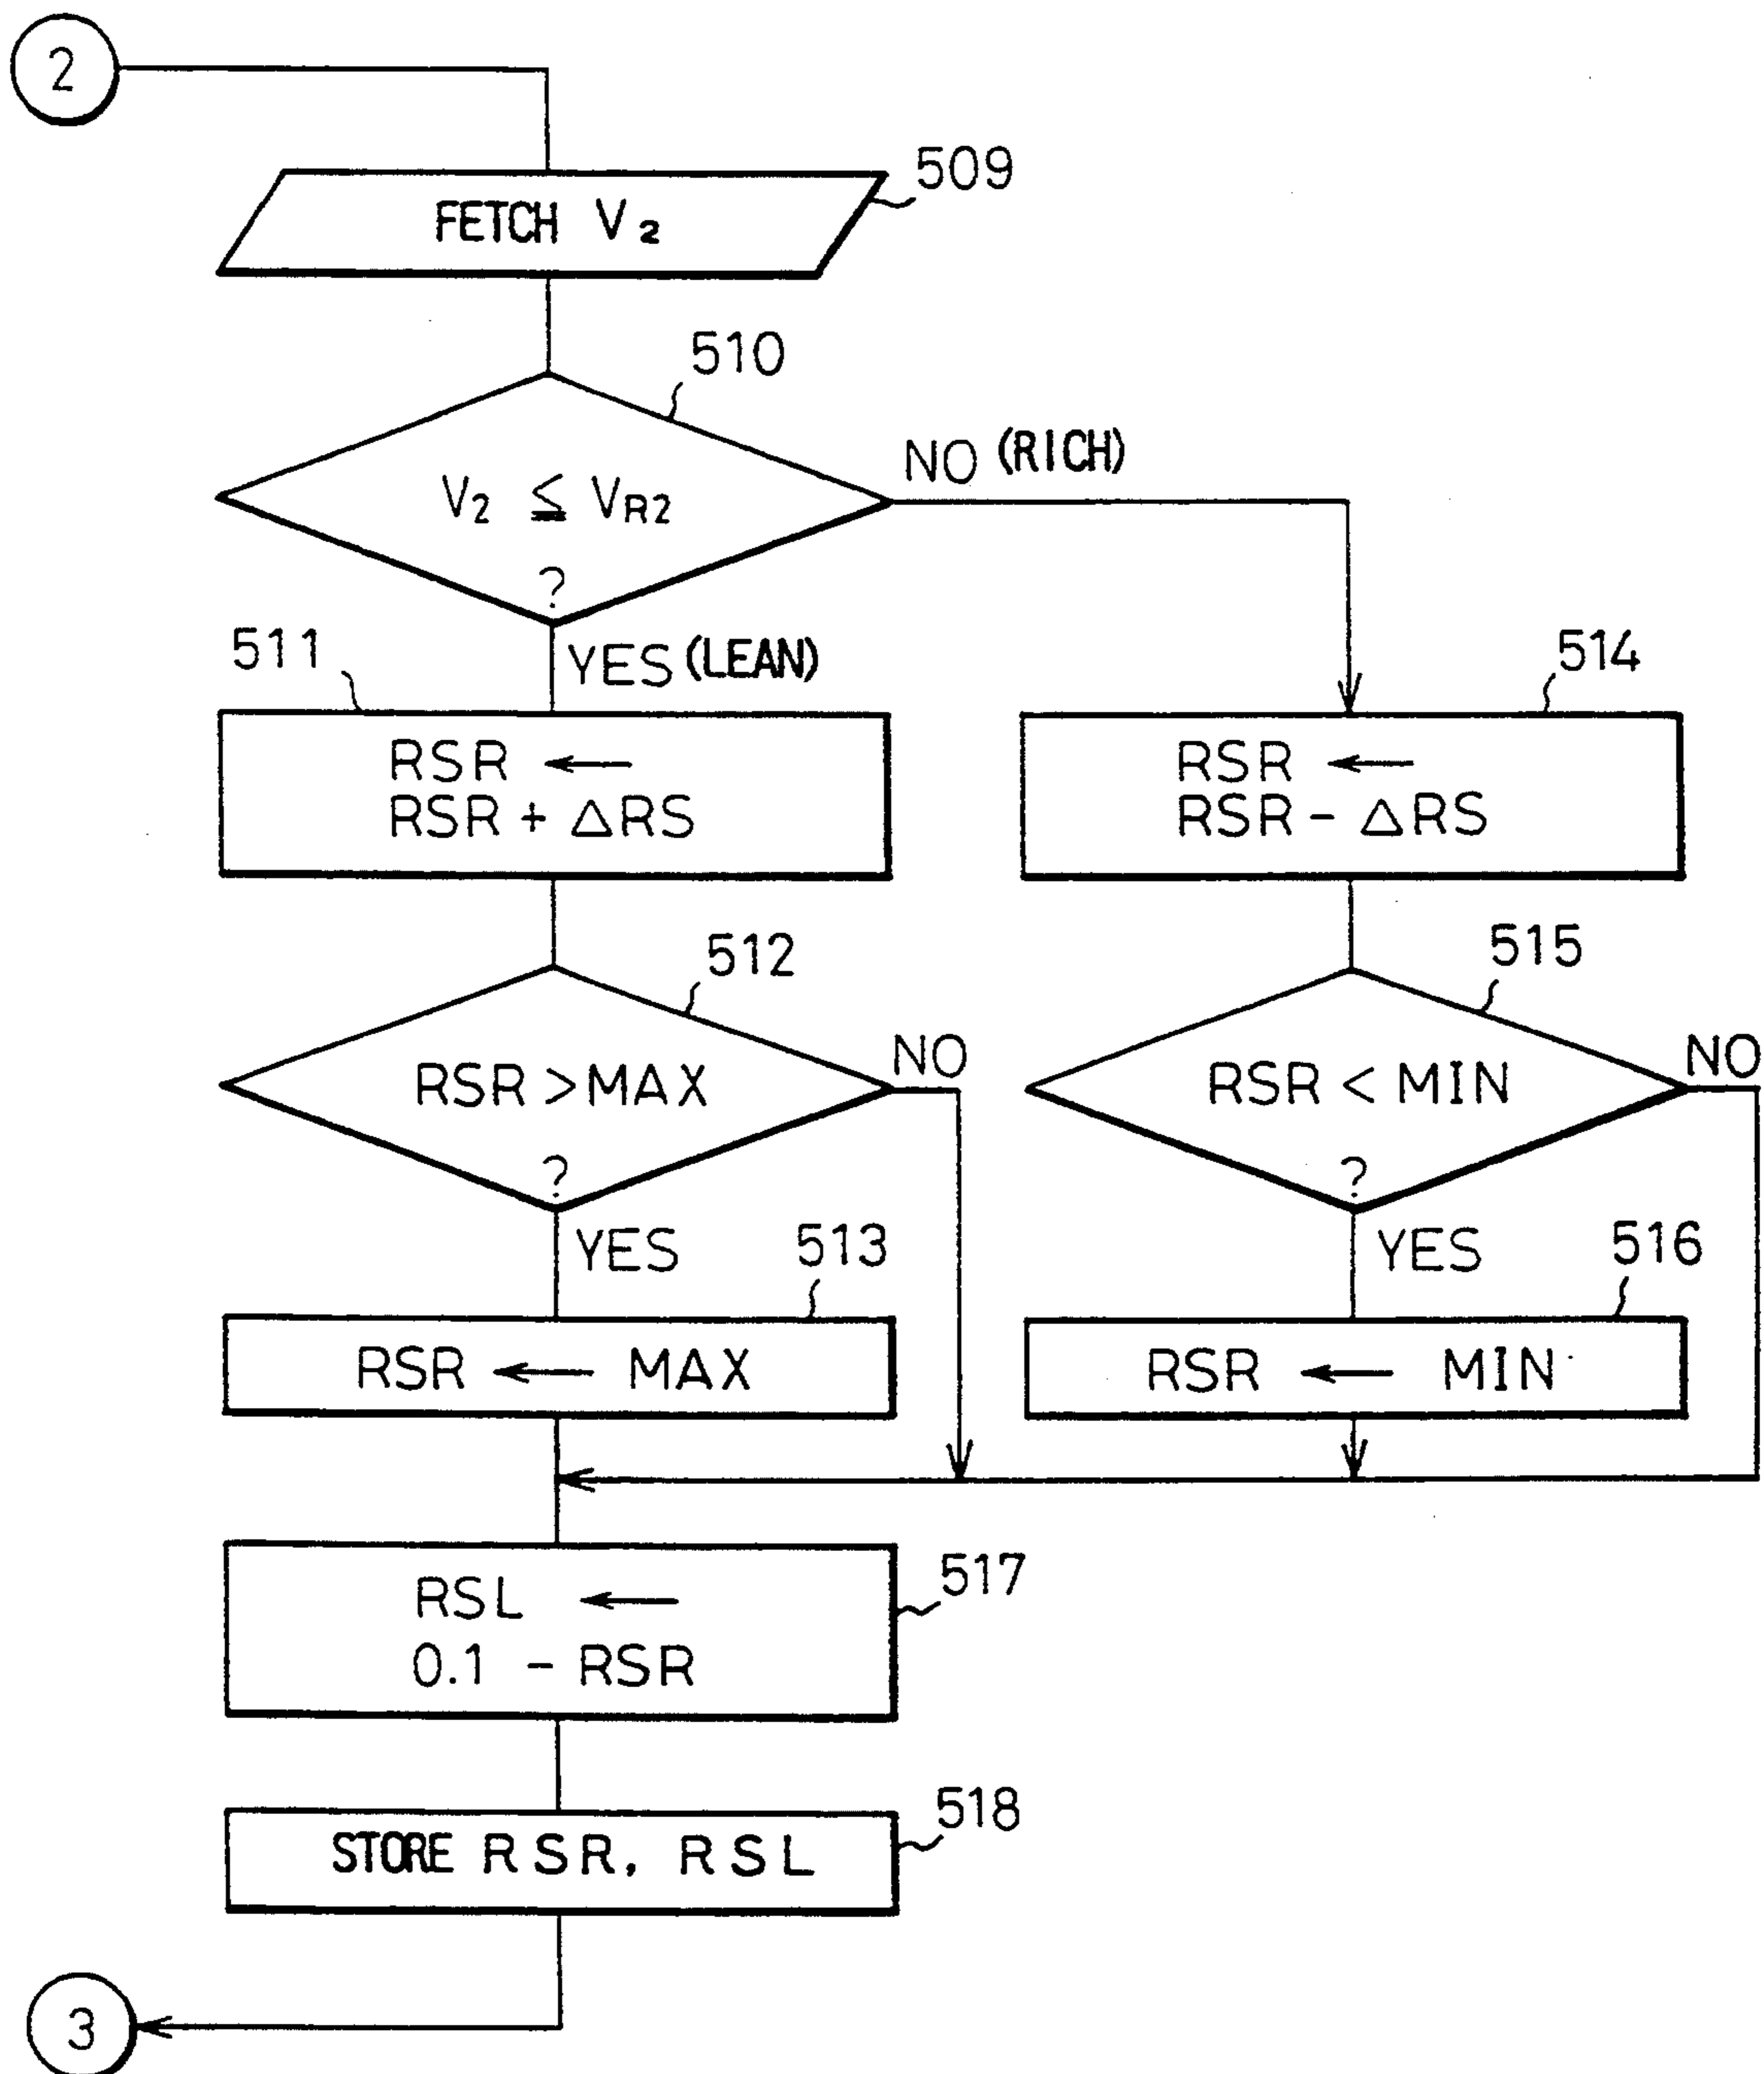 2
509
FETCH V₂
510
NO (RICH)
V₂ ≦ VR2
?
511
YES (LEAN)
514
RSR ←
RSR + △RS
RSR ←
RSR - △RS
512
515
NO
NO
RSR > MAX
?
RSR < MIN
?
YES
513
YES
516
RSR ← MAX
RSR ← MIN
517
RSL ←
0.1 - RSR
518
STORE RSR, RSL
3